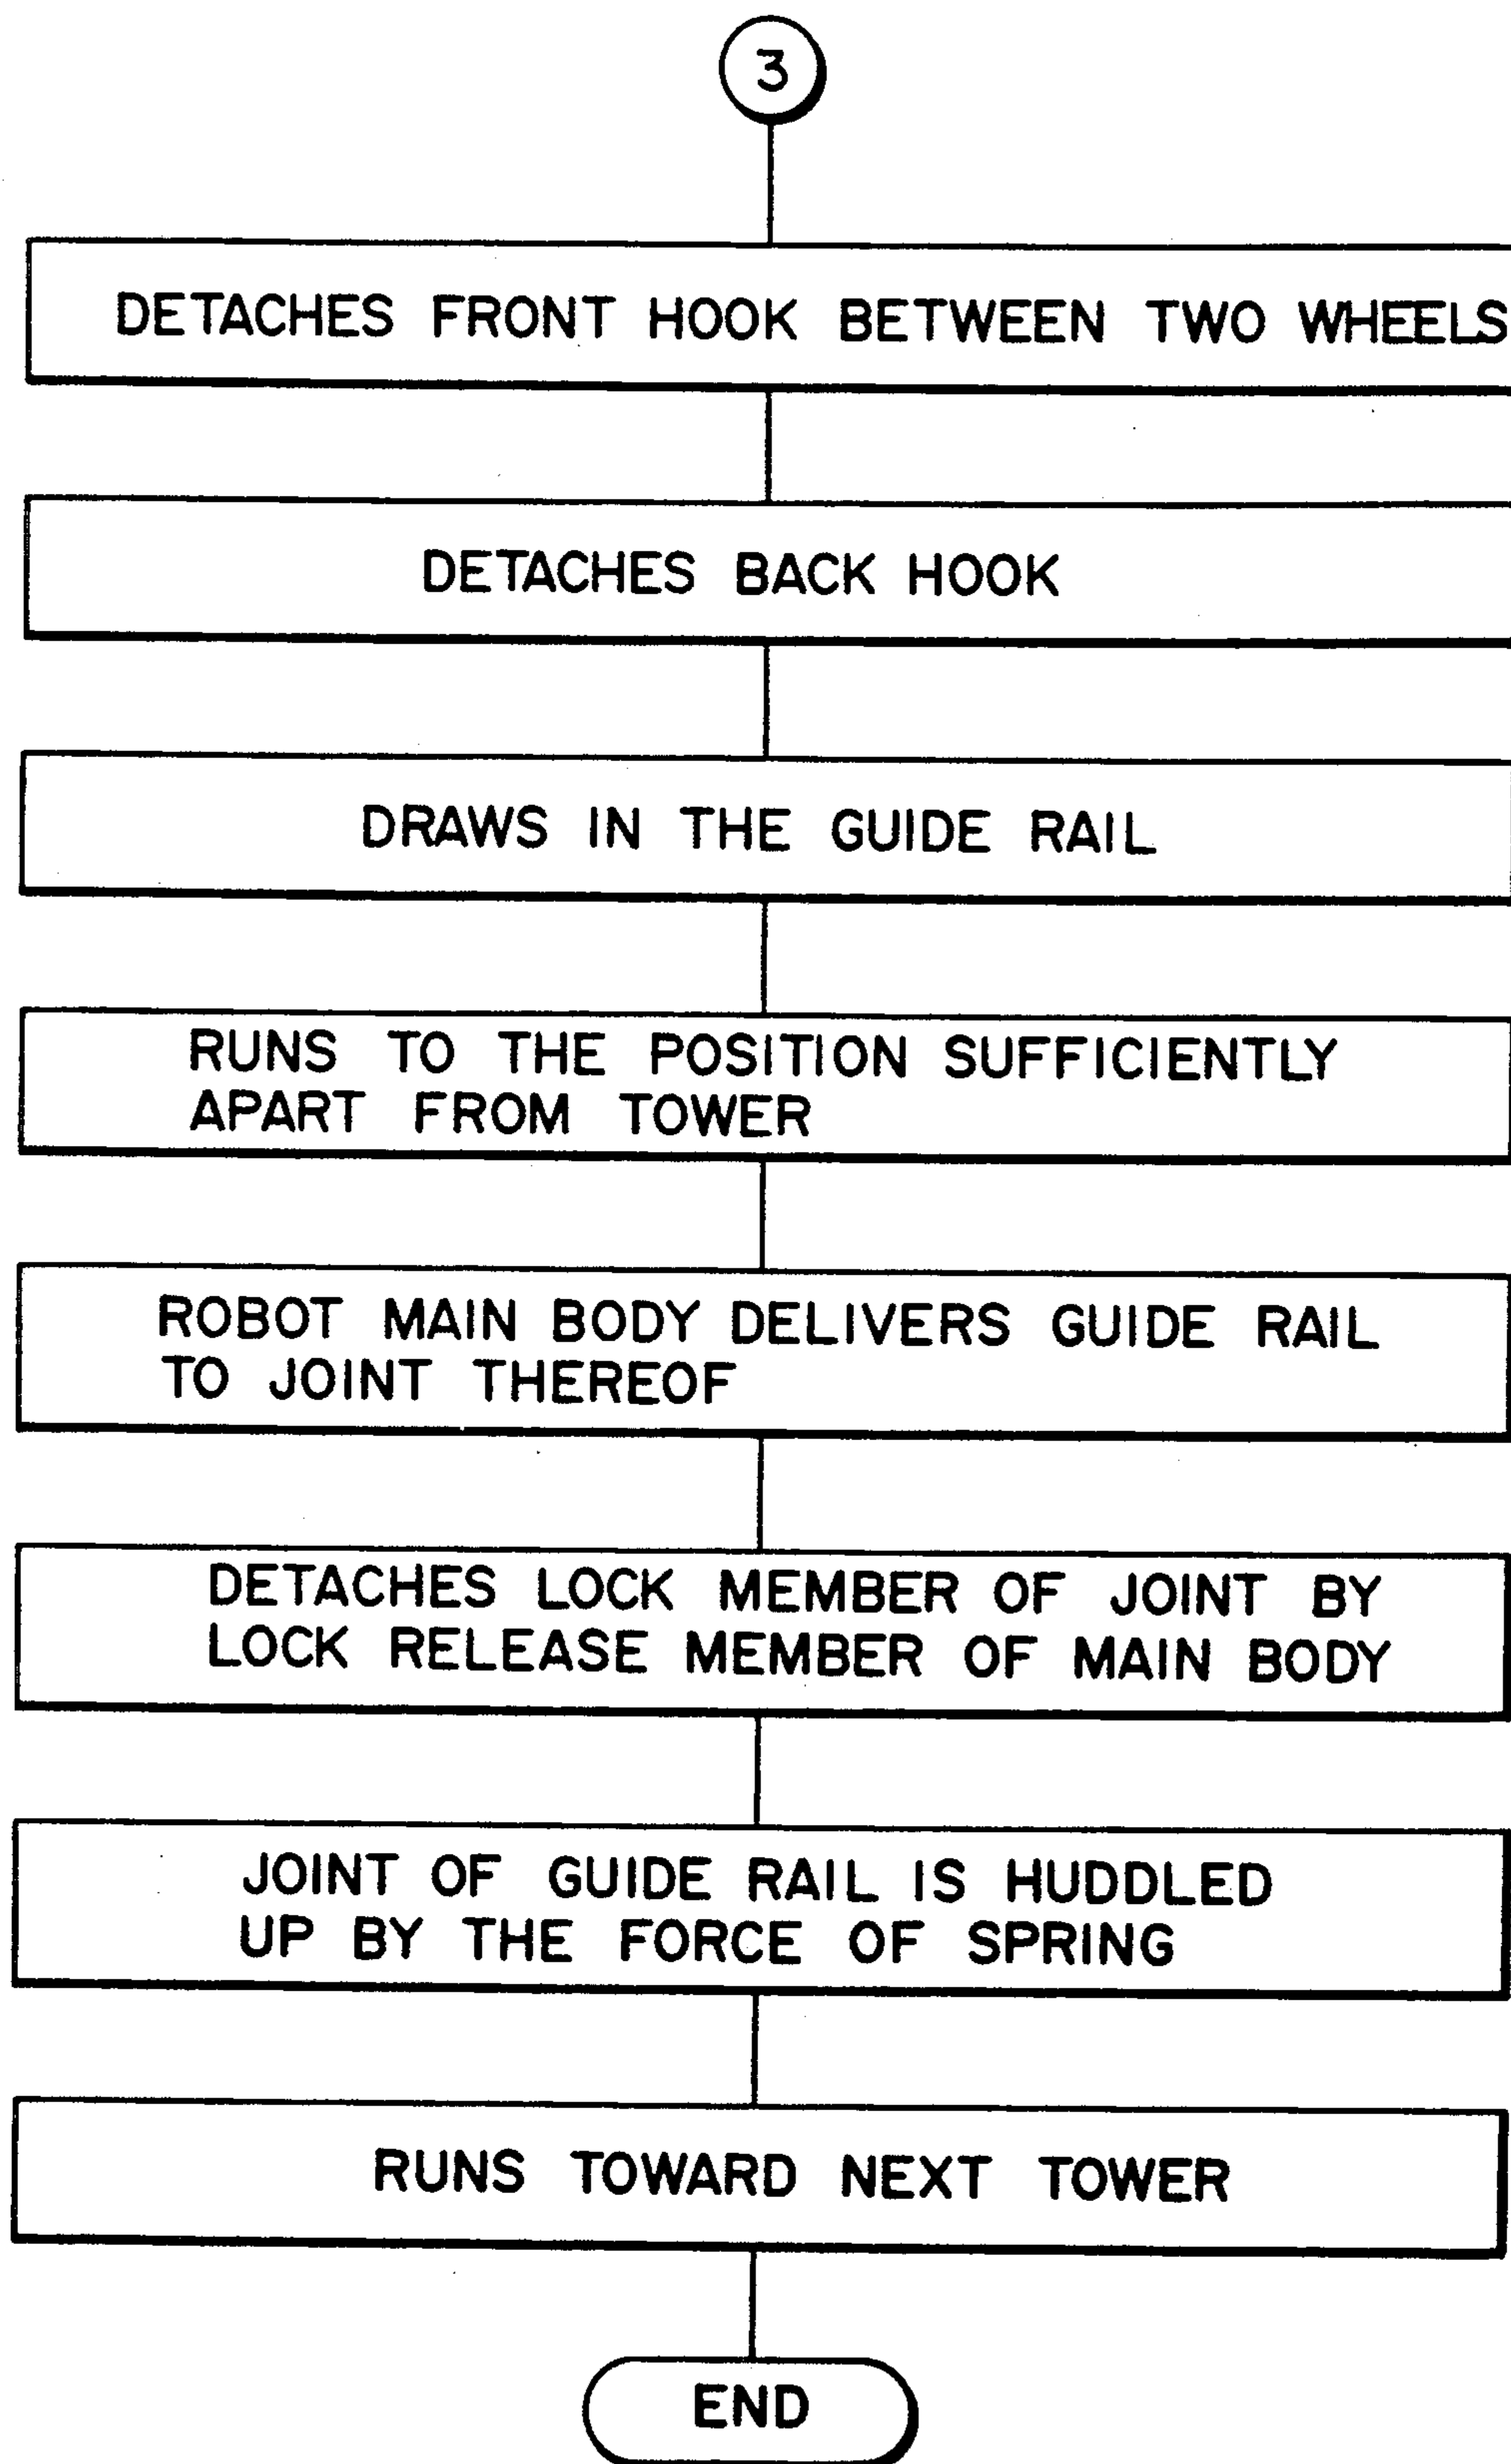 3
DETACHES FRONT HOOK BETWEEN TWO WHEELS
DETACHES BACK HOOK
DRAWS IN THE GUIDE RAIL
RUNS TO THE POSITION SUFFICIENTLY
APART FROM TOWER
ROBOT MAIN BODY DELIVERS GUIDE RAIL
TO JOINT THEREOF
DETACHES LOCK MEMBER OF JOINT BY
LOCK RELEASE MEMBER OF MAIN BODY
JOINT OF GUIDE RAIL IS HUDDLED
UP BY THE FORCE OF SPRING
RUNS TOWARD NEXT TOWER
END